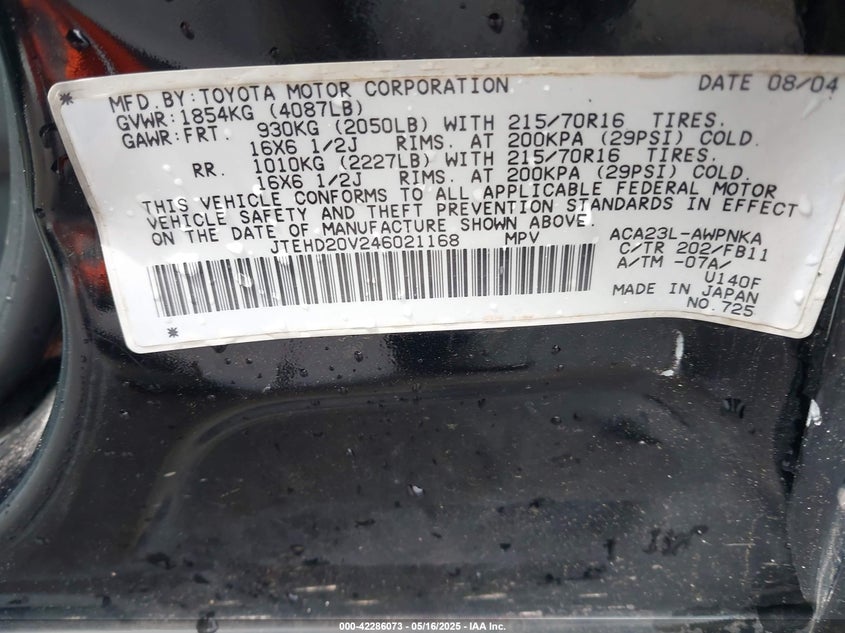 MFD.BY:TOYOTA MOTOR CORPORATION DATE 08/04
GVWR:1854KG (4087LB)
GAWR:FRT. 930KG (2050LB) WITH 215/70R16 TIRES.
16X6 1/2J RIMS. AT 200KPA (29PSI) COLD.
RR. 1010KG (2227LB) WITH 215/70R16 TIRES.
16X6 1/2J RIMS. AT 200KPA (29PSI) COLD.
THIS VEHICLE CONFORMS TO ALL APPLICABLE FEDERAL MOTOR
VEHICLE SAFETY AND THEFT PREVENTION STANDARDS IN EFFECT
ON THE DATE OF MANUFACTURE SHOWN ABOVE.
JTEHD20V246021168 MPV
ACA23L-AWPNKA
C/TR 202/FB11
A/TM -07A/
U140F
MADE IN JAPAN
NO.725
000-42286073 - 05/16/2025 - IAA Inc.